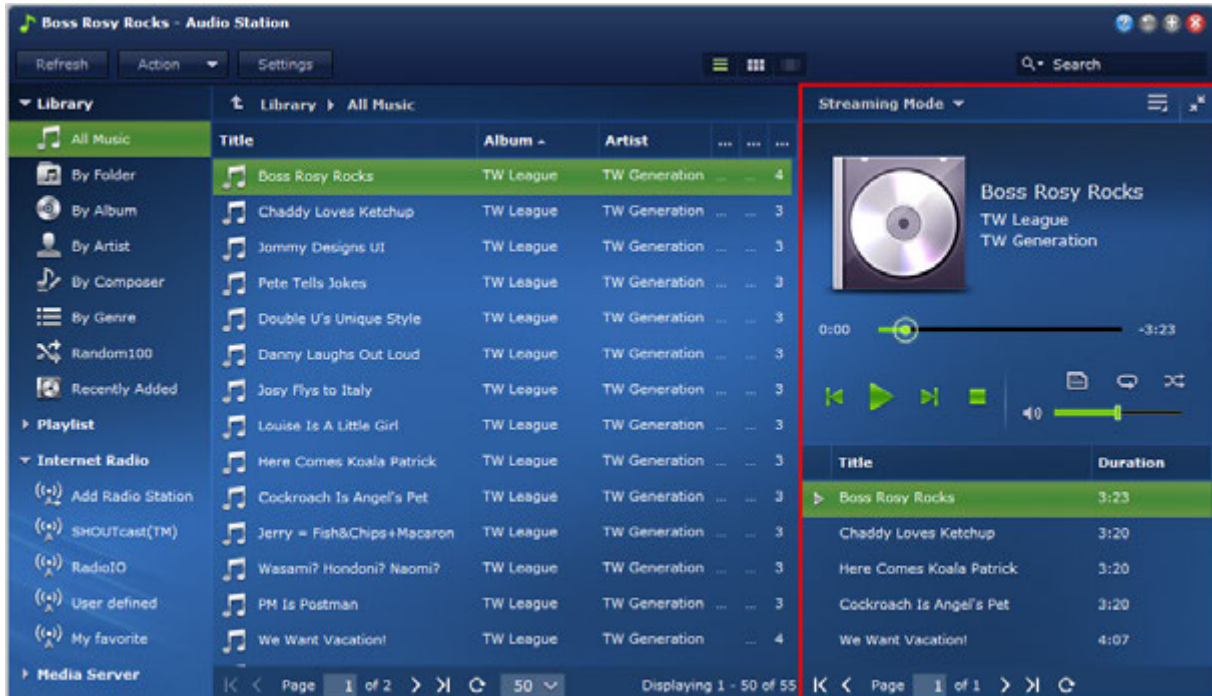 Boss Rosy Rocks - Audio Station
Refresh Action Settings Search
Library
All Music
By Folder
By Album
By Artist
By Composer
By Genre
Random100
Recently Added
Playlist
Internet Radio
Add Radio Station
SHOUTcast(TM)
RadioIO
User defined
My favorite
Media Server
Library All Music
Title Album Artist ... ... ...
Boss Rosy Rocks TW League TW Generation ... ... 4
Chaddy Loves Ketchup TW League TW Generation ... ... 3
Jommy Designs UI TW League TW Generation ... ... 3
Pete Tells Jokes TW League TW Generation ... ... 3
Double U's Unique Style TW League TW Generation ... ... 3
Danny Laughs Out Loud TW League TW Generation ... ... 3
Josy Flys to Italy TW League TW Generation ... ... 3
Louise Is A Little Girl TW League TW Generation ... ... 3
Here Comes Koala Patrick TW League TW Generation ... ... 3
Cockroach Is Angel's Pet TW League TW Generation ... ... 3
Jerry = Fish&Chips+Macaron TW League TW Generation ... ... 3
Wasami? Hondoni? Naomi? TW League TW Generation ... ... 3
PM Is Postman TW League TW Generation ... ... 3
We Want Vacation! TW League TW Generation ... 4
Page 1 of 2 50 Displaying 1 - 50 of 55
Streaming Mode
Boss Rosy Rocks
TW League
TW Generation
0:00 -3:23
Title Duration
Boss Rosy Rocks 3:23
Chaddy Loves Ketchup 3:20
Here Comes Koala Patrick 3:20
Cockroach Is Angel's Pet 3:20
We Want Vacation! 4:07
Page 1 of 1